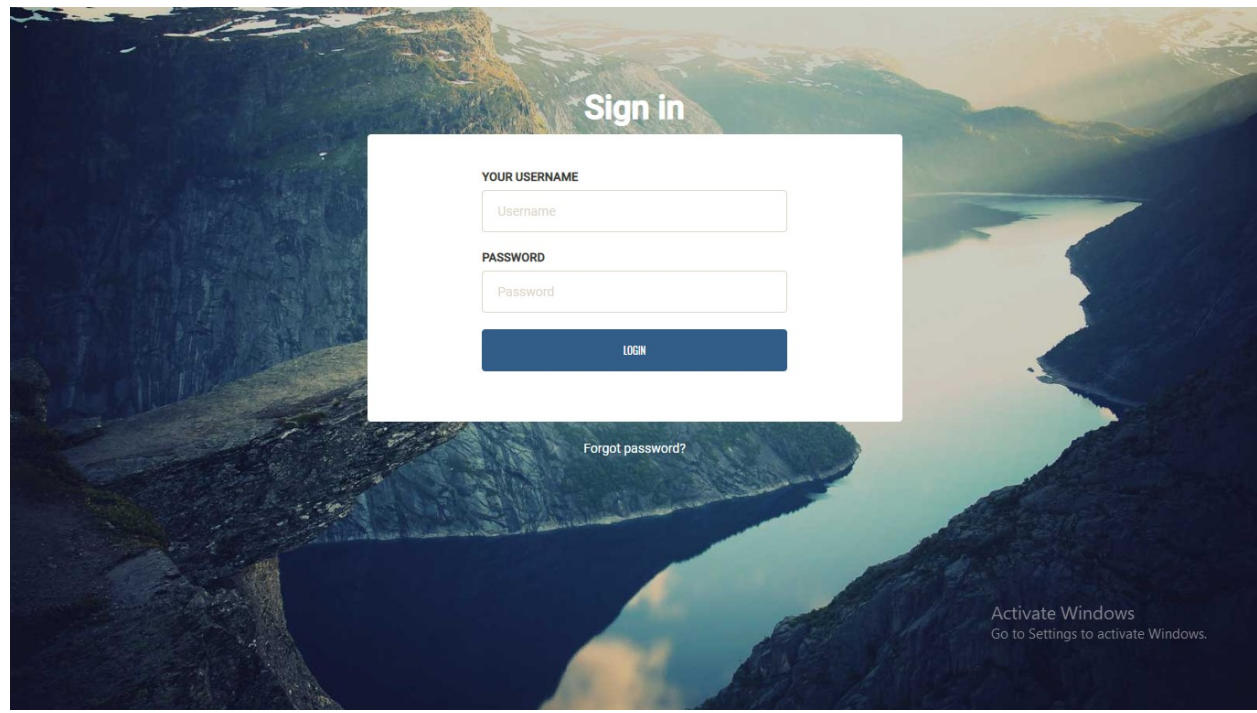 Sign in
YOUR USERNAME
Username
PASSWORD
Password
LOGIN
Forgot password?
Activate Windows
Go to Settings to activate Windows.